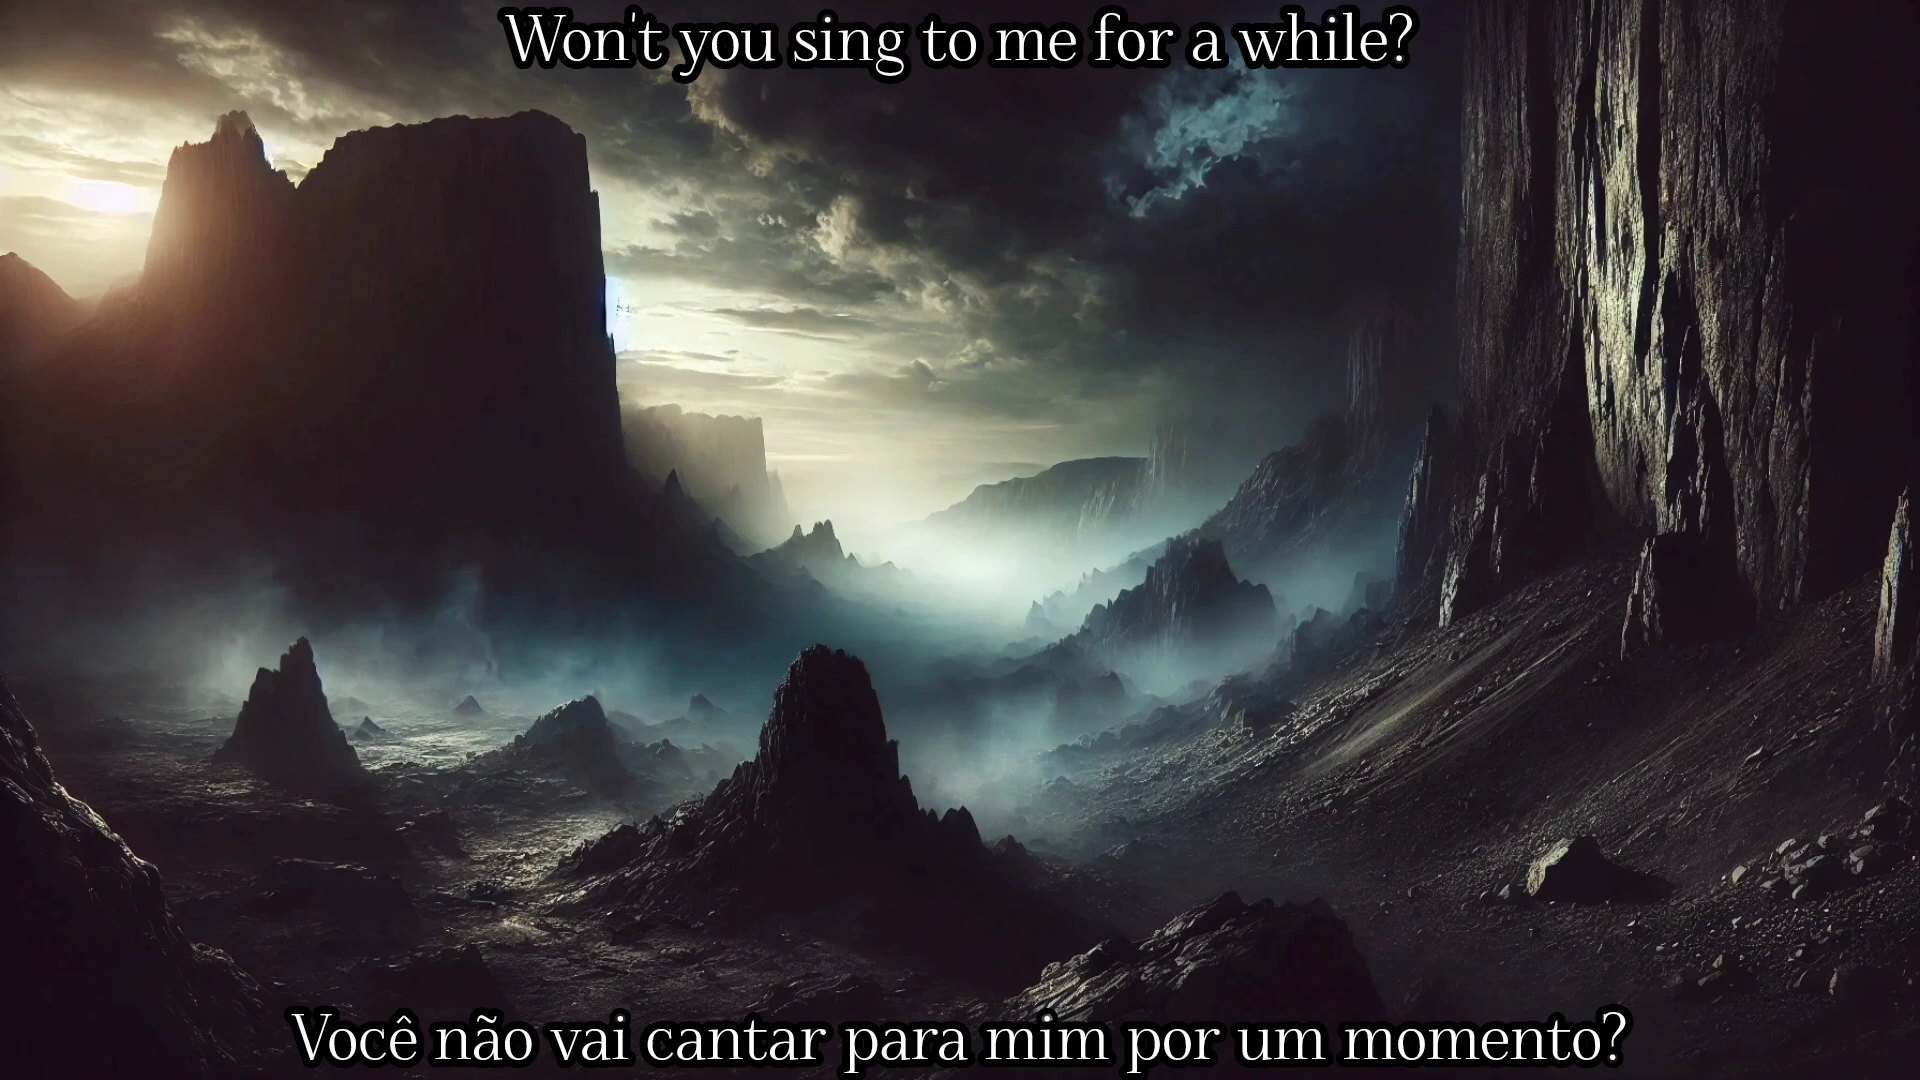 Won't you sing to me for a while?
Você não vai cantar para mim por um momento?